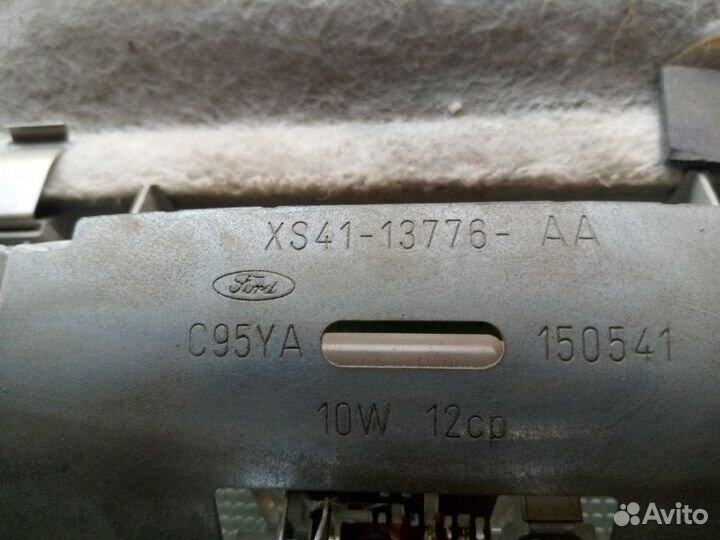 XS41-13776- AA
Ford
C95YA 150541
10W 12cp
Avito